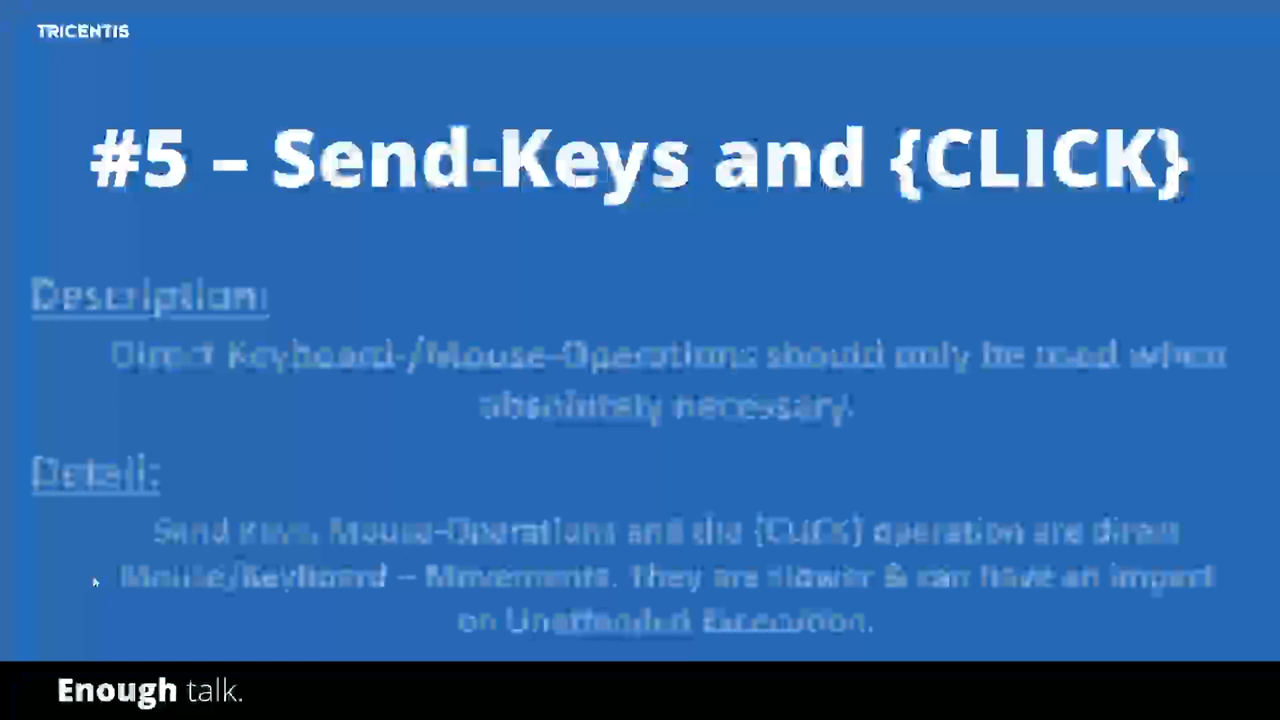 TRICENTIS
#5 – Send-Keys and {CLICK}
Description:
Direct Keyboard-/Mouse-Operations should only be used when
absolutely necessary.
Detail:
Send Keys, Mouse-Operations and the {CLICK} operation are direct
Mouse/Keyboard – Movements. They are slower & can have an impact
on Unattended Execution.
Enough talk.